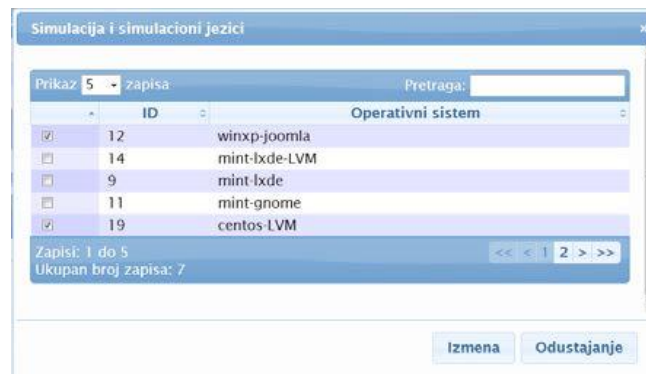 Simulacija i simulacioni jezici
Prikaz 5 zapisa Pretraga:
ID Operativni sistem
12 winxp-joomla
14 mint-lxde-LVM
9 mint-lxde
11 mint-gnome
19 centos-LVM
Zapisi: 1 do 5 << < 1 2 > >>
Ukupan broj zapisa: 7
Izmena Odustajanje